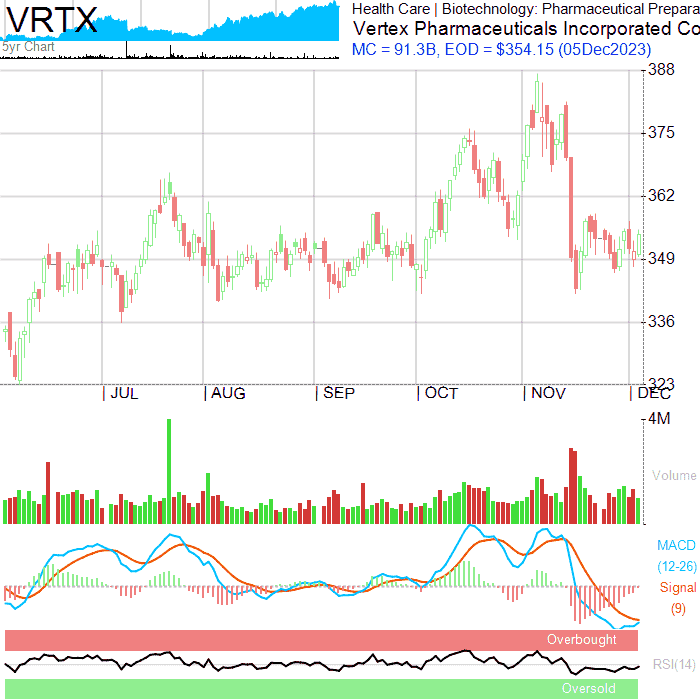 VRTX
5yr Chart
Health Care | Biotechnology: Pharmaceutical Prepara
Vertex Pharmaceuticals Incorporated Co
MC = 91.3B, EOD = $354.15 (05Dec2023)
388
375
362
349
336
323
JUL AUG SEP OCT NOV DEC
4M
Volume
MACD
(12-26)
Signal
(9)
Overbought
RSI(14)
Oversold